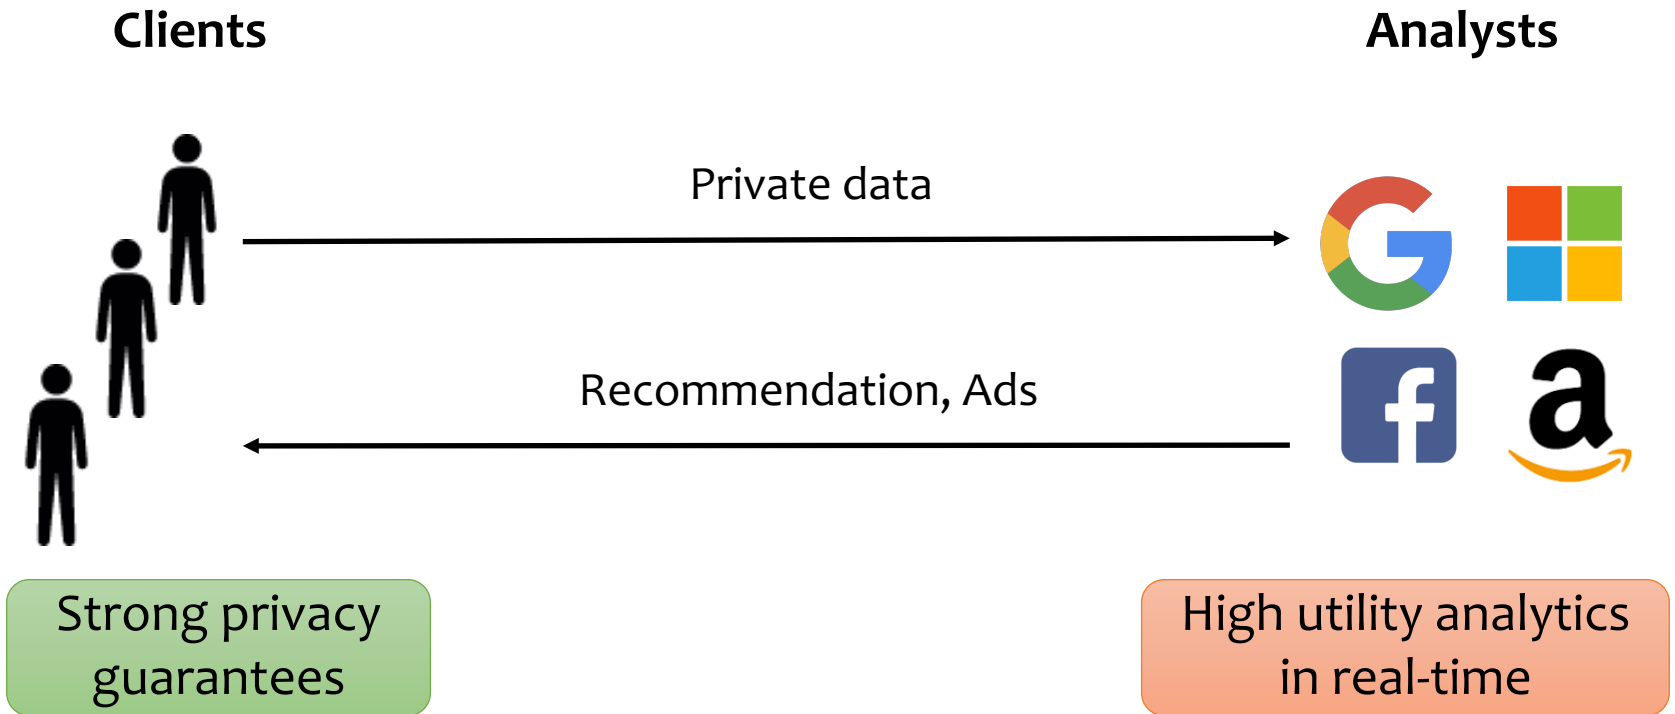 Clients
Analysts
Private data
Recommendation, Ads
Strong privacy
guarantees
High utility analytics
in real-time